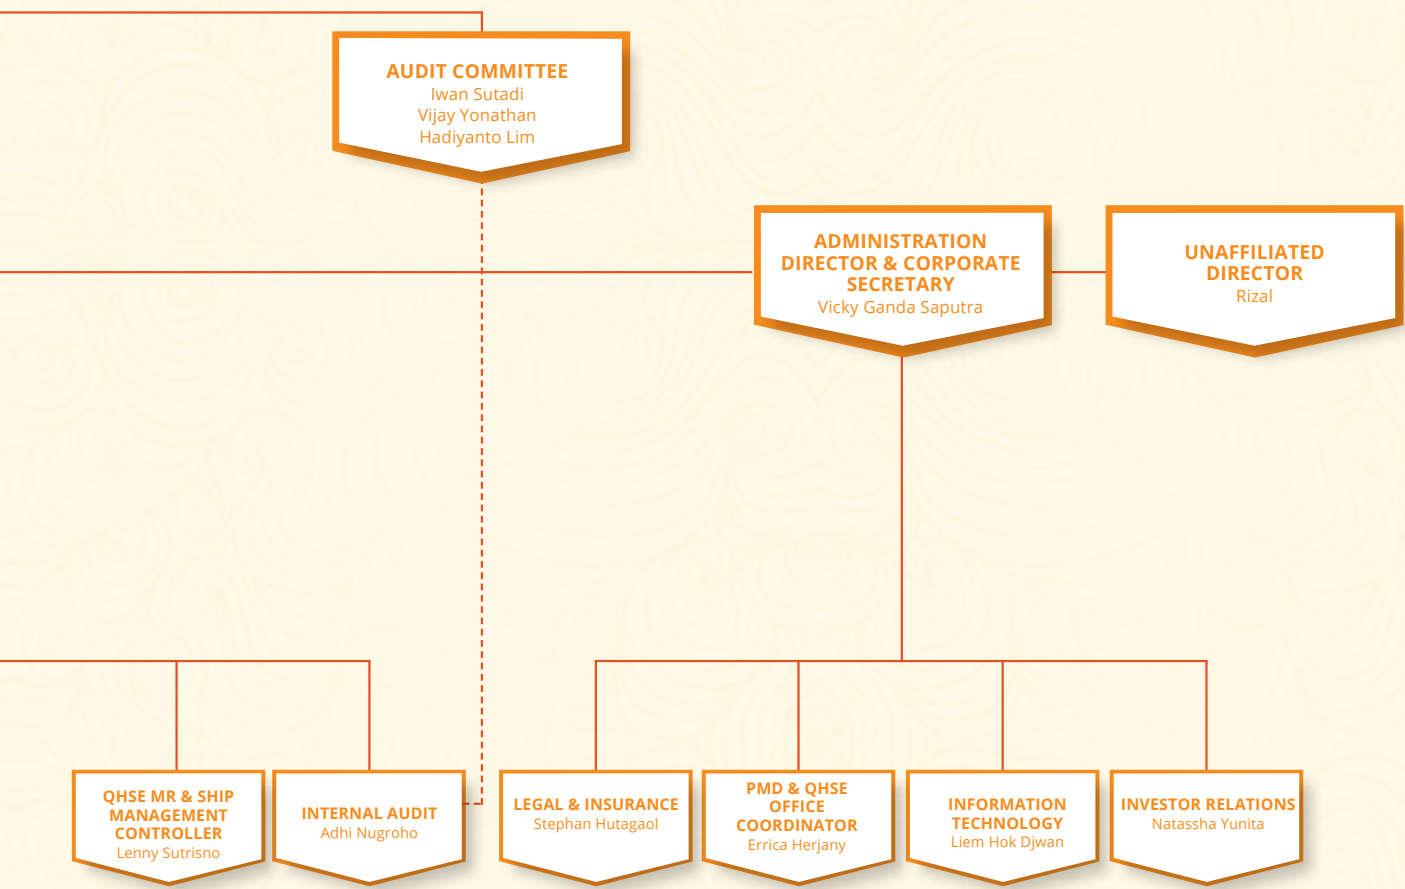 AUDIT COMMITTEE
Iwan Sutadi
Vijay Yonathan
Hadiyanto Lim
ADMINISTRATION
DIRECTOR & CORPORATE
SECRETARY
Vicky Ganda Saputra
UNAFFILIATED
DIRECTOR
Rizal
QHSE MR & SHIP
MANAGEMENT
CONTROLLER
Lenny Sutrisno
INTERNAL AUDIT
Adhi Nugroho
LEGAL & INSURANCE
Stephan Hutagaol
PMD & QHSE
OFFICE
COORDINATOR
Errica Herjany
INFORMATION
TECHNOLOGY
Liem Hok Djwan
INVESTOR RELATIONS
Natassha Yunita